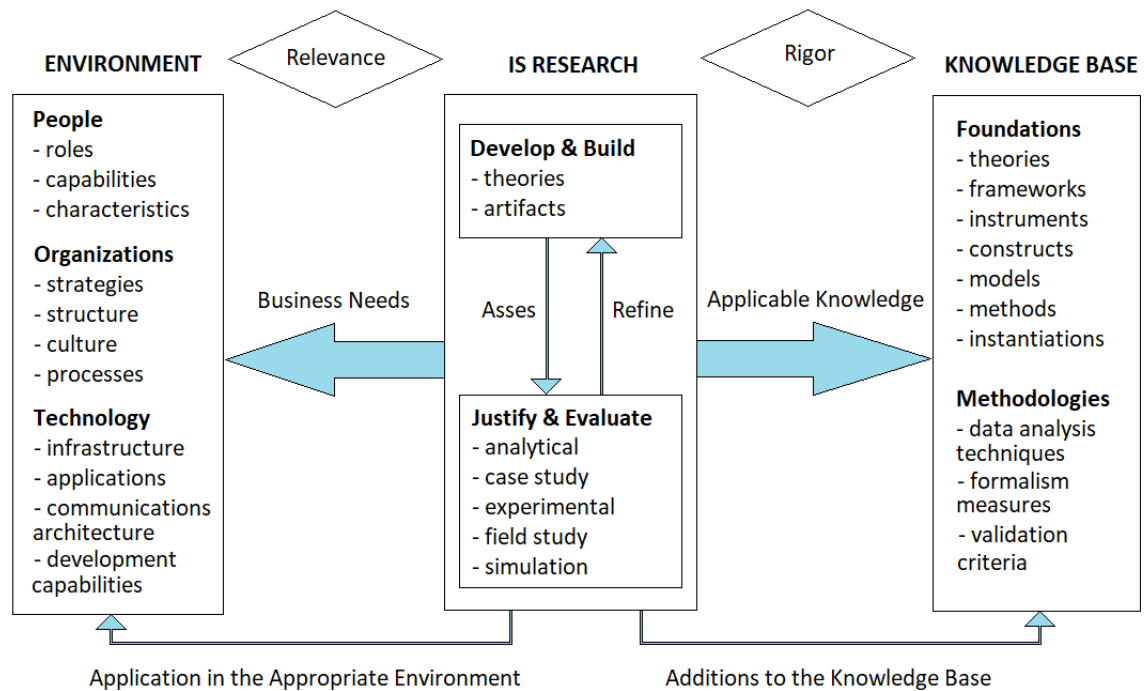 Relevance
Rigor
ENVIRONMENT
IS RESEARCH
KNOWLEDGE BASE
People
- roles
- capabilities
- characteristics
Organizations
- strategies
- structure
- culture
- processes
Technology
- infrastructure
- applications
- communications
architecture
- development
capabilities
Business Needs
Develop & Build
- theories
- artifacts
Asses
Refine
Justify & Evaluate
- analytical
- case study
- experimental
- field study
- simulation
Applicable Knowledge
Foundations
- theories
- frameworks
- instruments
- constructs
- models
- methods
- instantiations
Methodologies
- data analysis
techniques
- formalism
measures
- validation
criteria
Application in the Appropriate Environment
Additions to the Knowledge Base